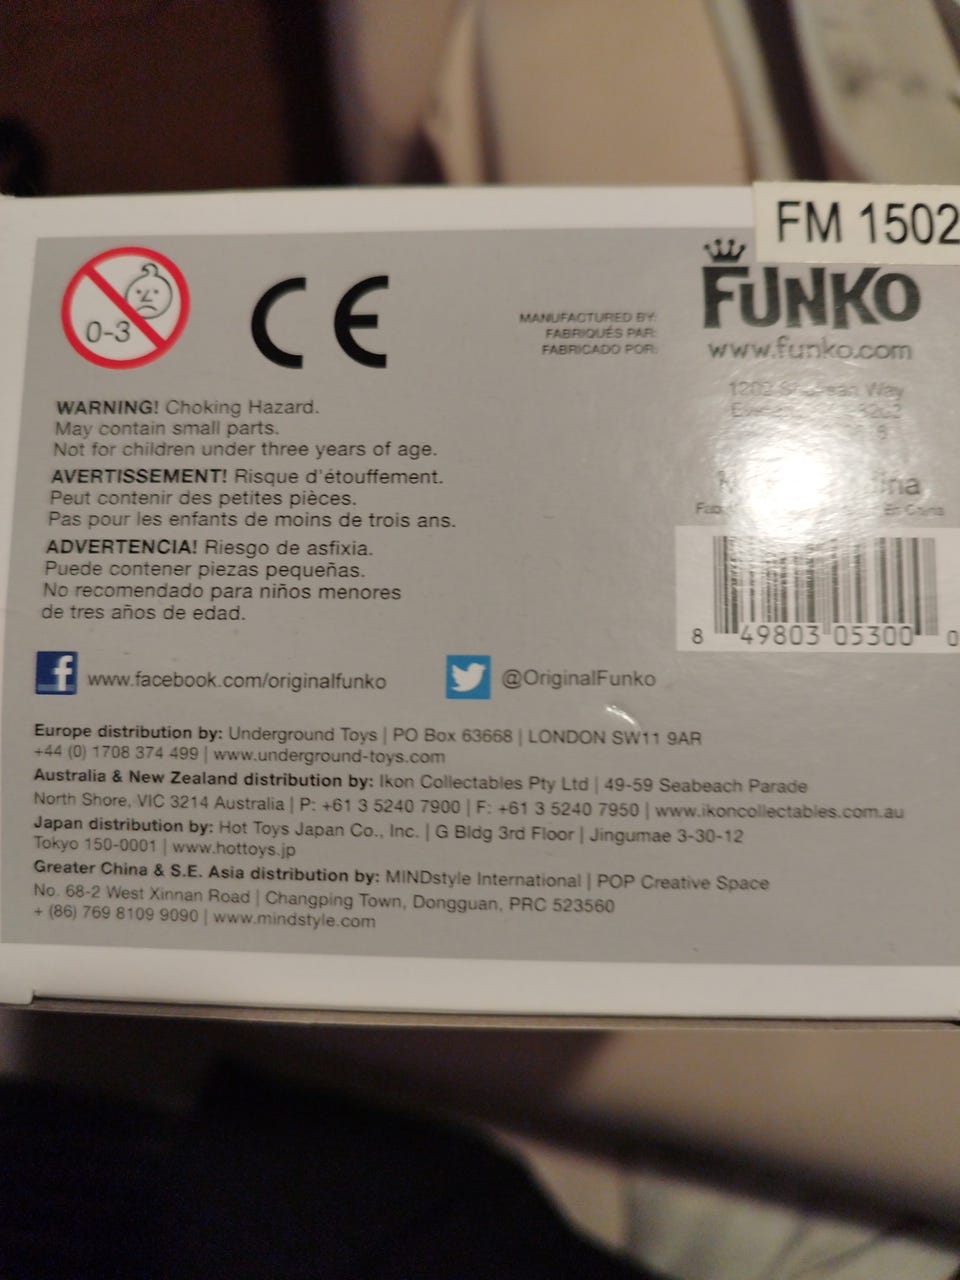 FM 1502
0-3
CE
MANUFACTURED BY:
FABRIQUÉS PAR:
FABRICADO POR:
FUNKO
www.funko.com
1202 Way
WARNING! Choking Hazard.
May contain small parts.
Not for children under three years of age.
AVERTISSEMENT! Risque d'étouffement.
Peut contenir des petites pièces.
Pas pour les enfants de moins de trois ans.
ADVERTENCIA! Riesgo de asfixia.
Puede contener piezas pequeñas.
No recomendado para niños menores
de tres años de edad.
8 49803 05300 0
f www.facebook.com/originalfunko
@OriginalFunko
Europe distribution by: Underground Toys | PO Box 63668 | LONDON SW11 9AR
+44 (0) 1708 374 499 | www.underground-toys.com
Australia & New Zealand distribution by: Ikon Collectables Pty Ltd | 49-59 Seabeach Parade
North Shore, VIC 3214 Australia | P: +61 3 5240 7900 | F: +61 3 5240 7950 | www.ikoncollectables.com.au
Japan distribution by: Hot Toys Japan Co., Inc. | G Bldg 3rd Floor | Jingumae 3-30-12
Tokyo 150-0001 | www.hottoys.jp
Greater China & S.E. Asia distribution by: MINDstyle International | POP Creative Space
No. 68-2 West Xinnan Road | Changping Town, Dongguan, PRC 523560
+ (86) 769 8109 9090 | www.mindstyle.com